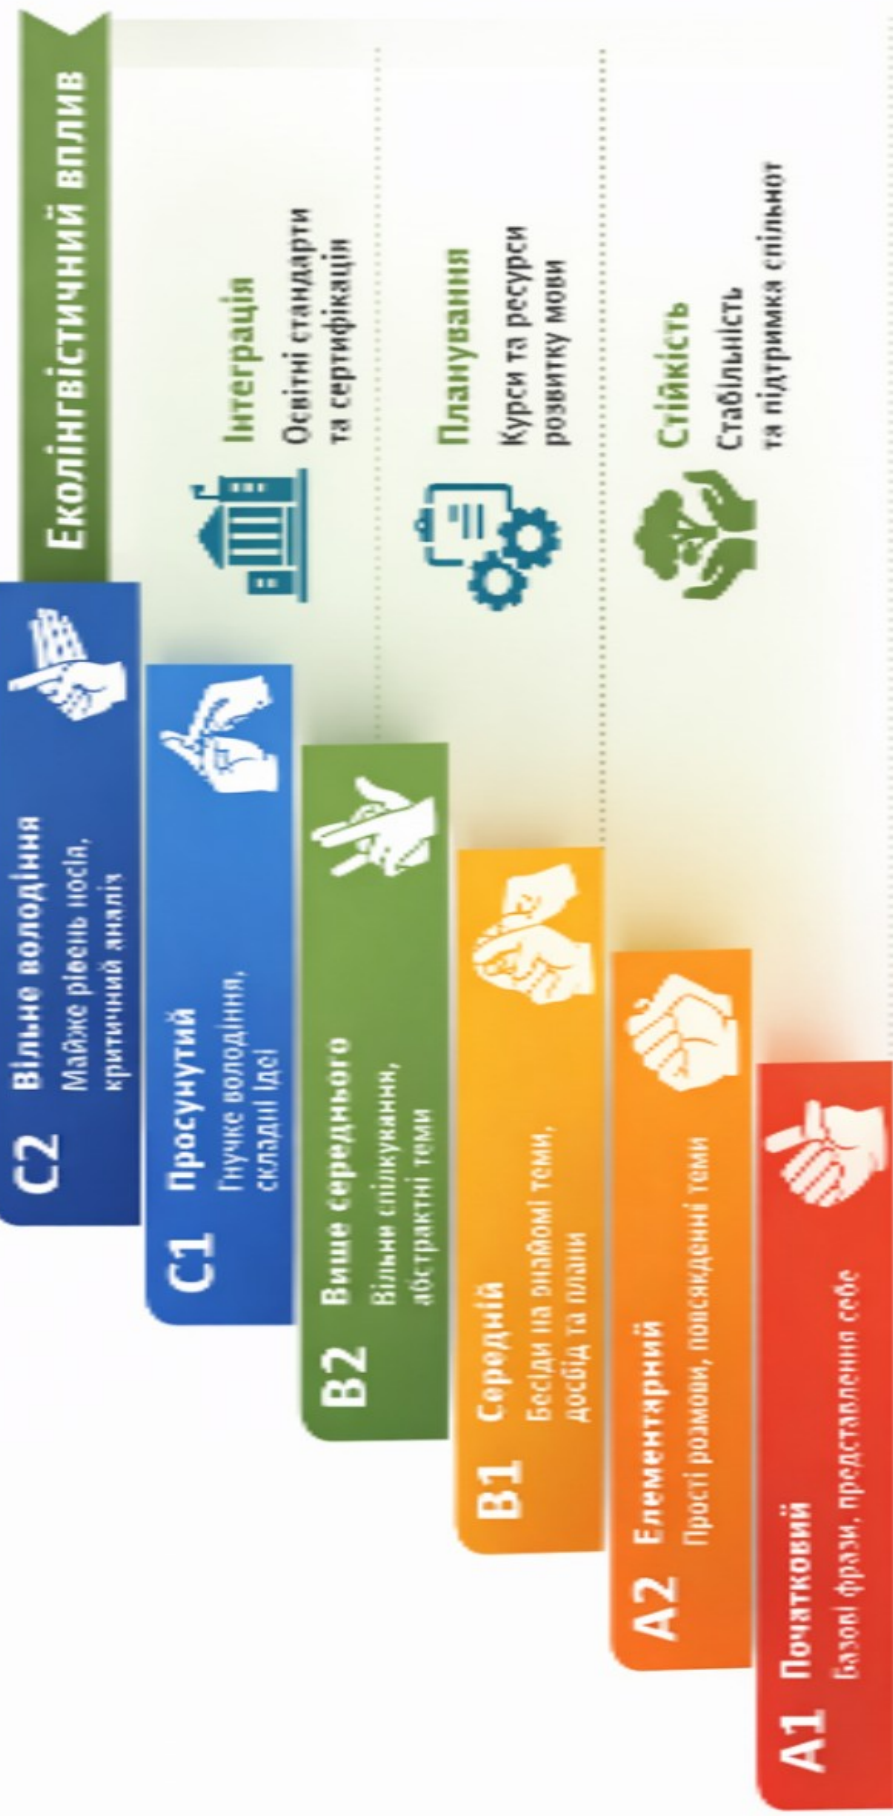 C2 Вільне володіння
Майже рівень носія,
критичний аналіз
C1 Просунутий
Гнучке володіння,
складні ідеї
B2 Вище середнього
Вільни спілкування,
абстрактні теми
B1 Середній
Бесіди на знайомі теми,
досвід та плани
A2 Елементарний
Прості розмови, повсякденні теми
A1 Початковий
Базові фрази, представлення себе
Еколінгвістичний вплив
Інтеграція
Освітні стандарти
та сертифікація
Планування
Курси та ресурси
розвитку мови
Стійкість
Стабільність
та підтримка спільнот